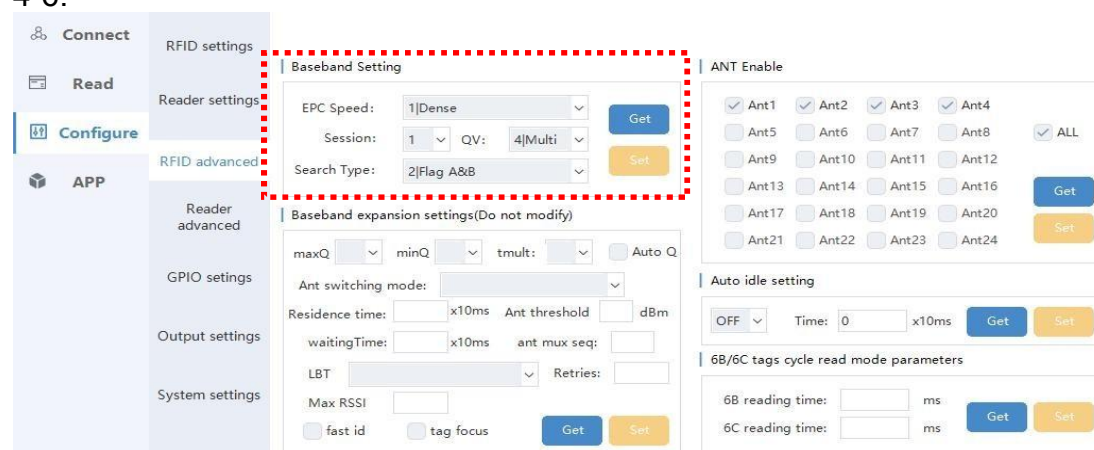 Connect
Read
Configure
APP
RFID settings
Reader settings
RFID advanced
Reader
advanced
GPIO setings
Output settings
System settings
Baseband Setting
EPC Speed: 1|Dense
Session: 1 QV: 4|Multi
Search Type: 2|Flag A&B
Get
Set
Baseband expansion settings(Do not modify)
maxQ minQ tmult: Auto Q
Ant switching mode:
Residence time: x10ms Ant threshold dBm
waitingTime: x10ms ant mux seq:
LBT Retries:
Max RSSI
fast id tag focus Get Set
ANT Enable
Ant1 Ant2 Ant3 Ant4
Ant5 Ant6 Ant7 Ant8 ALL
Ant9 Ant10 Ant11 Ant12
Ant13 Ant14 Ant15 Ant16 Get
Ant17 Ant18 Ant19 Ant20
Ant21 Ant22 Ant23 Ant24 Set
Auto idle setting
OFF Time: 0 x10ms Get Set
6B/6C tags cycle read mode parameters
6B reading time: ms
6C reading time: ms
Get Set